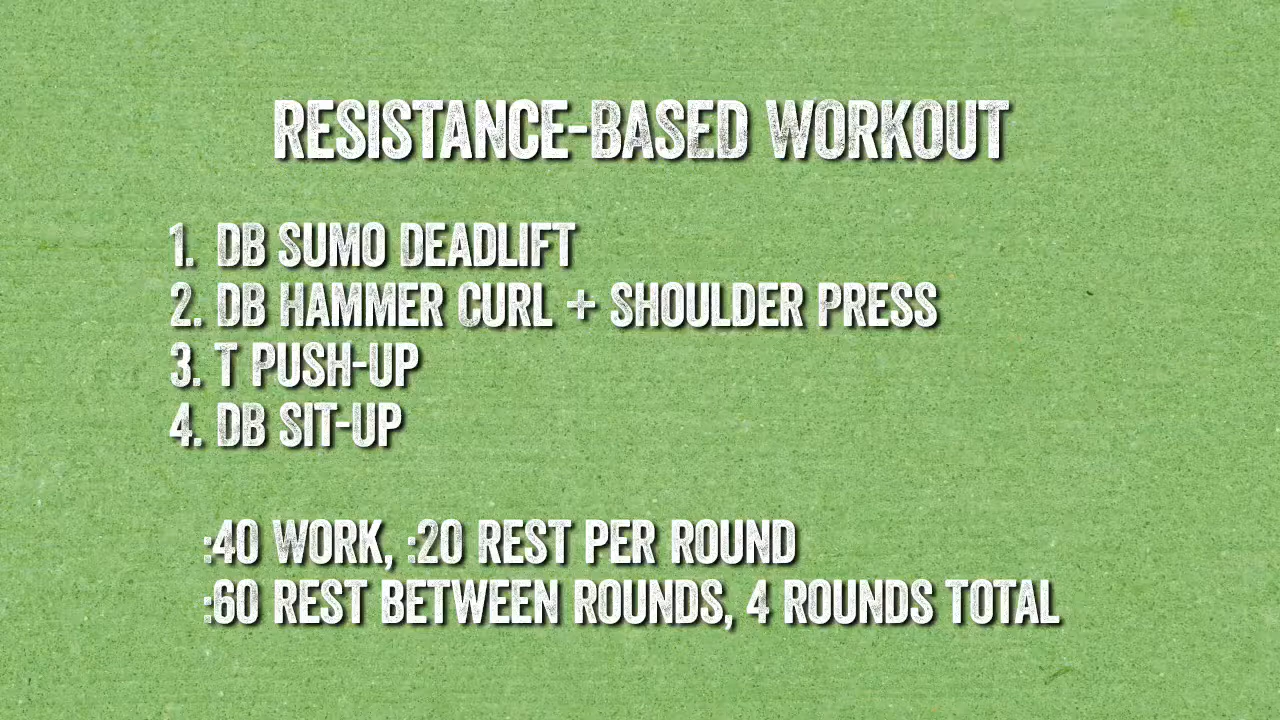 RESISTANCE-BASED WORKOUT
1. DB SUMO DEADLIFT
2. DB HAMMER CURL + SHOULDER PRESS
3. T PUSH-UP
4. DB SIT-UP
:40 WORK, :20 REST PER ROUND
:60 REST BETWEEN ROUNDS, 4 ROUNDS TOTAL